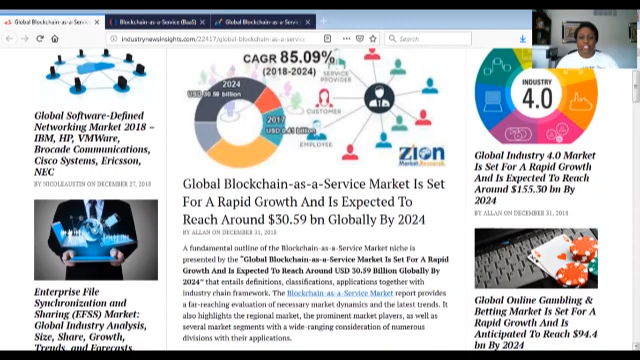 Global Blockchain-as-a-Service
Blockchain-as-a-Service (BaaS)
Global Blockchain-as-a-Servic
industrynewsinsights.com/22417/global-blockchain-as-a-service
Search
Global Software-Defined
Networking Market 2018 –
IBM, HP, VMWare,
Brocade Communications,
Cisco Systems, Ericsson,
NEC
BY NICOLEAUSTIN ON DECEMBER 27, 2018
Enterprise File
Synchronization and
Sharing (EFSS) Market:
Global Industry Analysis,
Size, Share, Growth,
Trends, and Forecasts
CAGR 85.09%
(2018-2024)
2024
USD 30.59 billion
2017
SERVICE
PROVIDER
CUSTOMER
EMPLOYEE
ZION
Market Research
Global Blockchain-as-a-Service Market Is Set
For A Rapid Growth And Is Expected To
Reach Around $30.59 bn Globally By 2024
BY ALLAN ON DECEMBER 31, 2018
A fundamental outline of the Blockchain-as-a-Service Market niche is
presented by the "Global Blockchain-as-a-Service Market Is Set For A Rapid
Growth And Is Expected To Reach Around USD 30.59 Billion Globally By
2024" that entails definitions, classifications, applications together with
industry chain framework. The Blockchain-as-a-Service Market report provides
a far-reaching evaluation of necessary market dynamics and the latest trends. It
also highlights the regional market, the prominent market players, as well as
several market segments with a wide-ranging consideration of numerous
divisions with their applications.
INDUSTRY
4.0
Global Industry 4.0 Market
Is Set For A Rapid Growth
And Is Expected To Reach
Around $155.30 bn By
2024
BY ALLAN ON DECEMBER 31, 2018
Global Online Gambling &
Betting Market Is Set For A
Rapid Growth And Is
Anticipated To Reach $94.4
bn By 2024